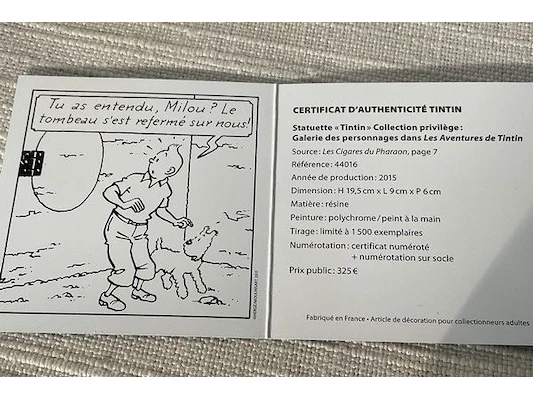 Tu as entendu, Milou ? Le
tombeau s'est refermé sur nous!
CERTIFICAT D'AUTHENTICITÉ TINTIN
Statuette « Tintin » Collection privilège :
Galerie des personnages dans Les Aventures de Tintin
Source : Les Cigares du Pharaon, page 7
Référence : 44016
Année de production : 2015
Dimension : H 19,5 cm x L 9 cm x P 6 cm
Matière : résine
Peinture : polychrome / peint à la main
Tirage : limité à 1 500 exemplaires
Numérotation : certificat numéroté
+ numérotation sur socle
Prix public : 325 €
Fabriqué en France • Article de décoration pour collectionneurs adultes